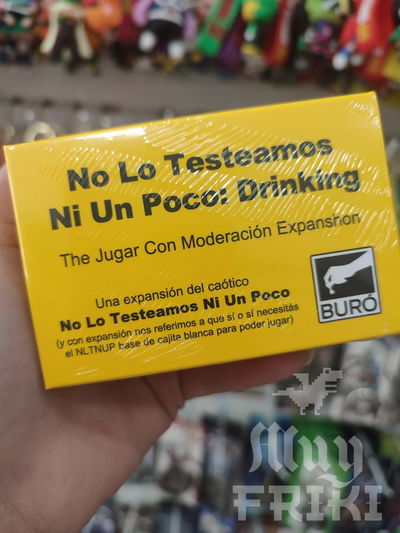 No Lo Testeamos
Ni Un Poco: Drinking
The Jugar Con Moderación Expanshion
Una expansión del caótico
No Lo Testeamos Ni Un Poco
(y con expansión nos referimos a que sí o sí necesitás
el NLTNUP base de cajita blanca para poder jugar)
BURÓ
Muy
FRIKI